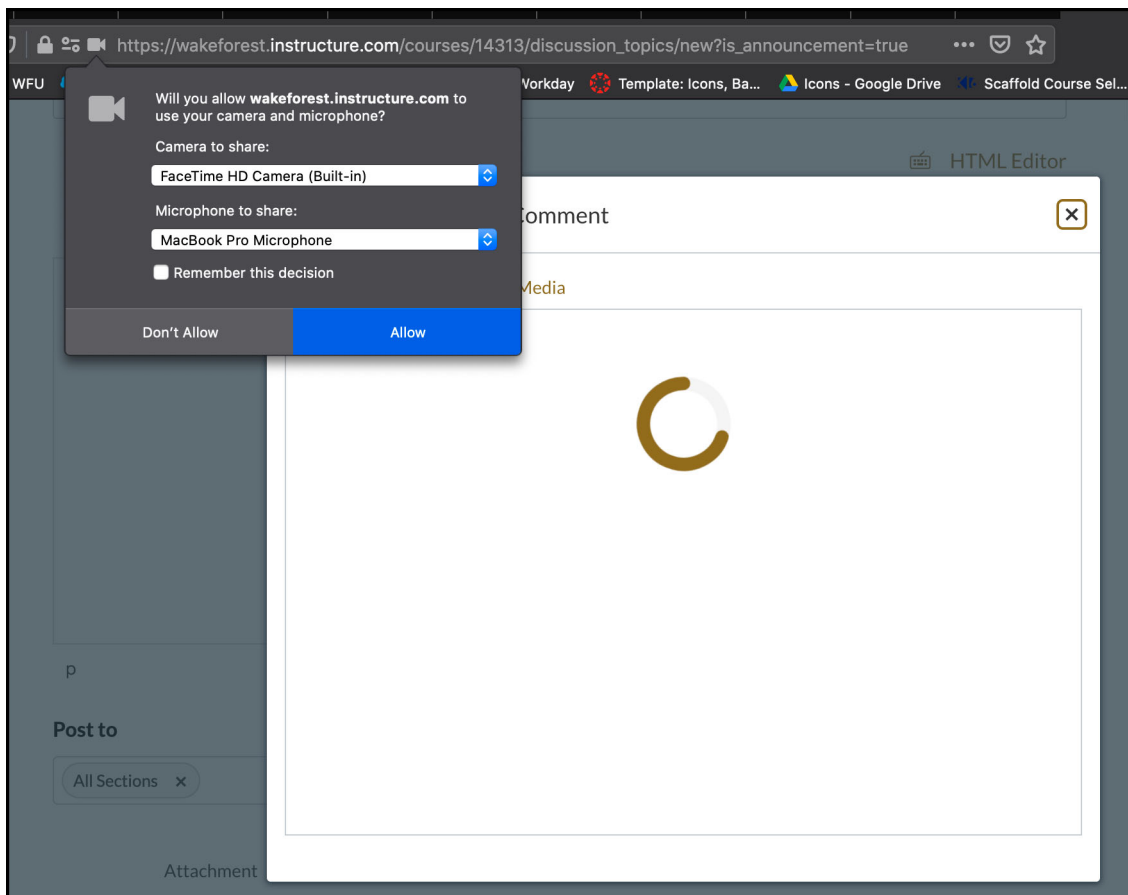 https://wakeforest.instructure.com/courses/14313/discussion_topics/new?is_announcement=true
WFU
Workday
Template: Icons, Ba...
Icons - Google Drive
Scaffold Course Sel...
Will you allow wakeforest.instructure.com to
use your camera and microphone?
Camera to share:
FaceTime HD Camera (Built-in)
Microphone to share:
MacBook Pro Microphone
Remember this decision
Don't Allow
Allow
HTML Editor
Comment
Media
p
Post to
All Sections
Attachment